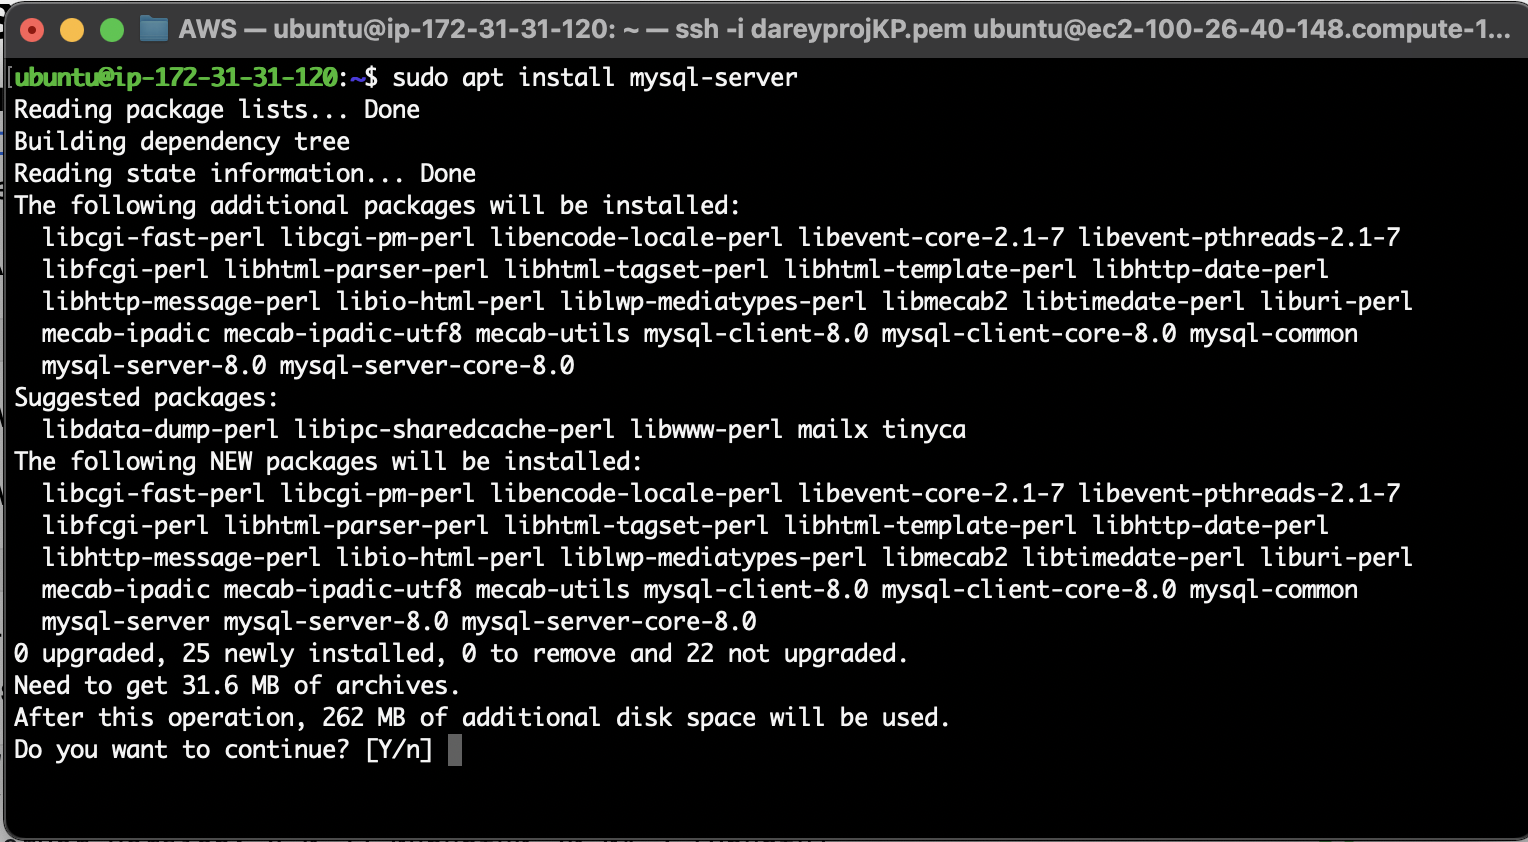 AWS — ubuntu@ip-172-31-31-120: ~ — ssh -i dareyprojKP.pem ubuntu@ec2-100-26-40-148.compute-1...
ubuntu@ip-172-31-31-120:~$ sudo apt install mysql-server
Reading package lists... Done
Building dependency tree
Reading state information... Done
The following additional packages will be installed:
  libcgi-fast-perl libcgi-pm-perl libencode-locale-perl libevent-core-2.1-7 libevent-pthreads-2.1-7
  libfcgi-perl libhtml-parser-perl libhtml-tagset-perl libhtml-template-perl libhttp-date-perl
  libhttp-message-perl libio-html-perl liblwp-mediatypes-perl libmecab2 libtimedate-perl liburi-perl
  mecab-ipadic mecab-ipadic-utf8 mecab-utils mysql-client-8.0 mysql-client-core-8.0 mysql-common
  mysql-server-8.0 mysql-server-core-8.0
Suggested packages:
  libdata-dump-perl libipc-sharedcache-perl libwww-perl mailx tinyca
The following NEW packages will be installed:
  libcgi-fast-perl libcgi-pm-perl libencode-locale-perl libevent-core-2.1-7 libevent-pthreads-2.1-7
  libfcgi-perl libhtml-parser-perl libhtml-tagset-perl libhtml-template-perl libhttp-date-perl
  libhttp-message-perl libio-html-perl liblwp-mediatypes-perl libmecab2 libtimedate-perl liburi-perl
  mecab-ipadic mecab-ipadic-utf8 mecab-utils mysql-client-8.0 mysql-client-core-8.0 mysql-common
  mysql-server mysql-server-8.0 mysql-server-core-8.0
0 upgraded, 25 newly installed, 0 to remove and 22 not upgraded.
Need to get 31.6 MB of archives.
After this operation, 262 MB of additional disk space will be used.
Do you want to continue? [Y/n]